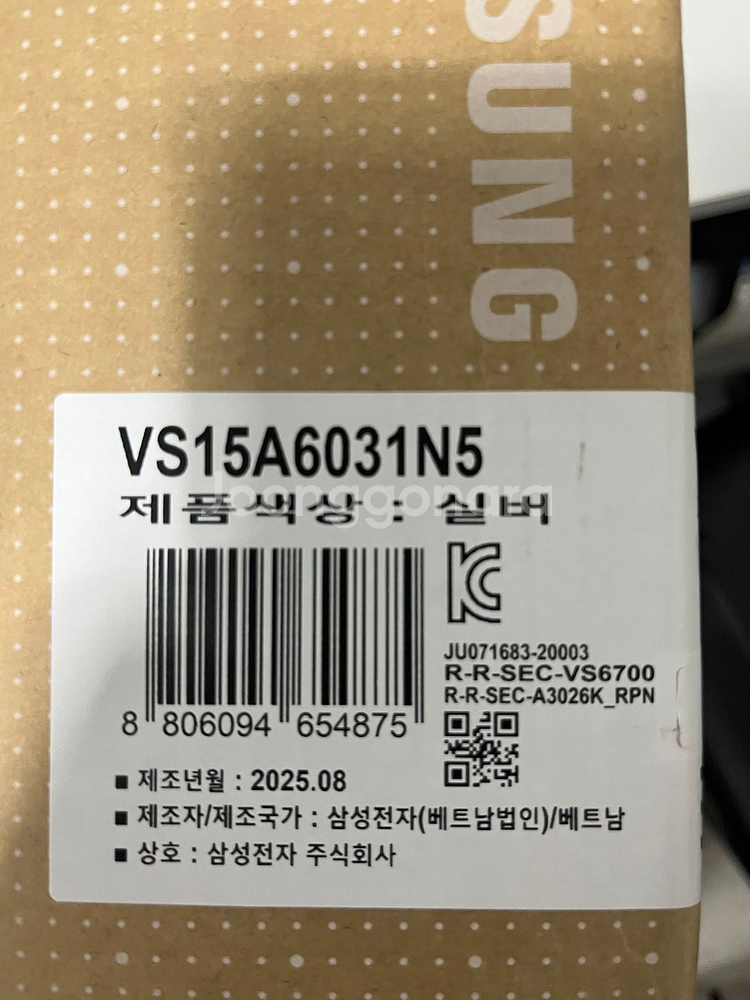 SUNG
VS15A6031N5
제품색상 : 실버
joonggonara
JU071683-20003
R-R-SEC-VS6700
R-R-SEC-A3026K_RPN
8 806094 654875
■ 제조년월 : 2025.08
■ 제조자/제조국가 : 삼성전자(베트남법인)/베트남
■ 상호 : 삼성전자 주식회사